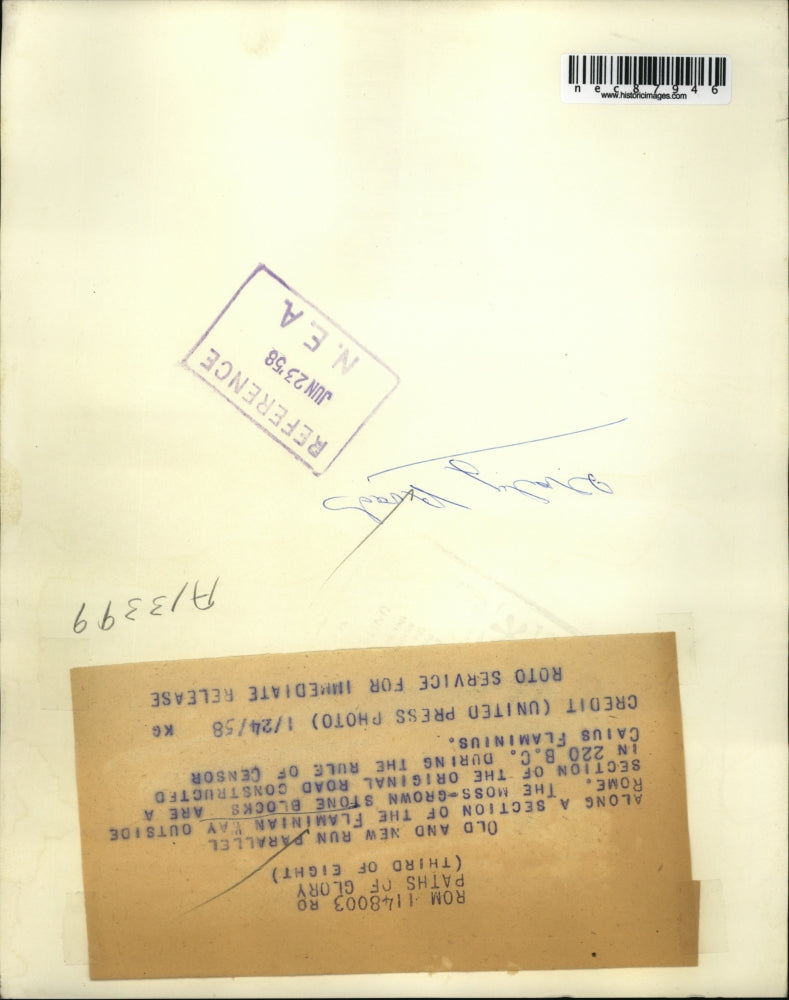 nec87946
www.historicimages.com
REFERENCE
JUN 23 '58
N. E. A.
Italy Roads
A13399
ROM 1148003 RO
PATHS OF GLORY
(THIRD OF EIGHT)
OLD AND NEW RUN PARALLEL
ALONG A SECTION OF THE FLAMINIAN WAY OUTSIDE
ROME. THE MOSS-GROWN STONE BLOCKS ARE A
SECTION OF THE ORIGINAL ROAD CONSTRUCTED
IN 220 B.C. DURING THE RULE OF CENSOR
CAIUS FLAMINIUS.
CREDIT (UNITED PRESS PHOTO) 1/24/58 KG
ROTO SERVICE FOR IMMEDIATE RELEASE